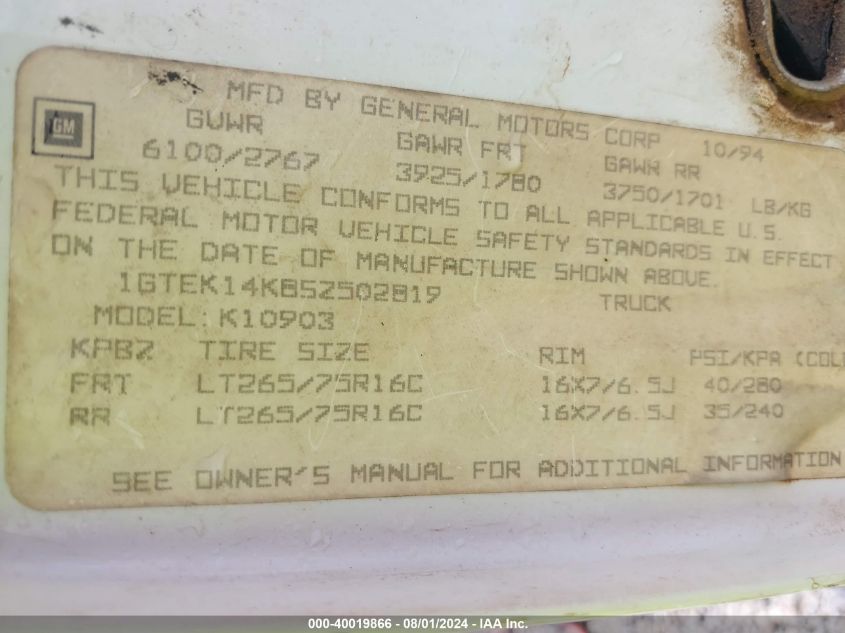 MFD BY GENERAL MOTORS CORP 10/94
GM
GVWR GAWR FRT GAWR RR
6100/2767 3925/1780 3750/1701 LB/KG
THIS VEHICLE CONFORMS TO ALL APPLICABLE U.S.
FEDERAL MOTOR VEHICLE SAFETY STANDARDS IN EFFECT
ON THE DATE OF MANUFACTURE SHOWN ABOVE.
1GTEK14K8SZ502819 TRUCK
MODEL: K10903
KPBZ TIRE SIZE RIM PSI/KPA (COL
FRT LT265/75R16C 16X7/6.5J 40/280
RR LT265/75R16C 16X7/6.5J 35/240
SEE OWNER'S MANUAL FOR ADDITIONAL INFORMATION
000-40019866 - 08/01/2024 - IAA Inc.